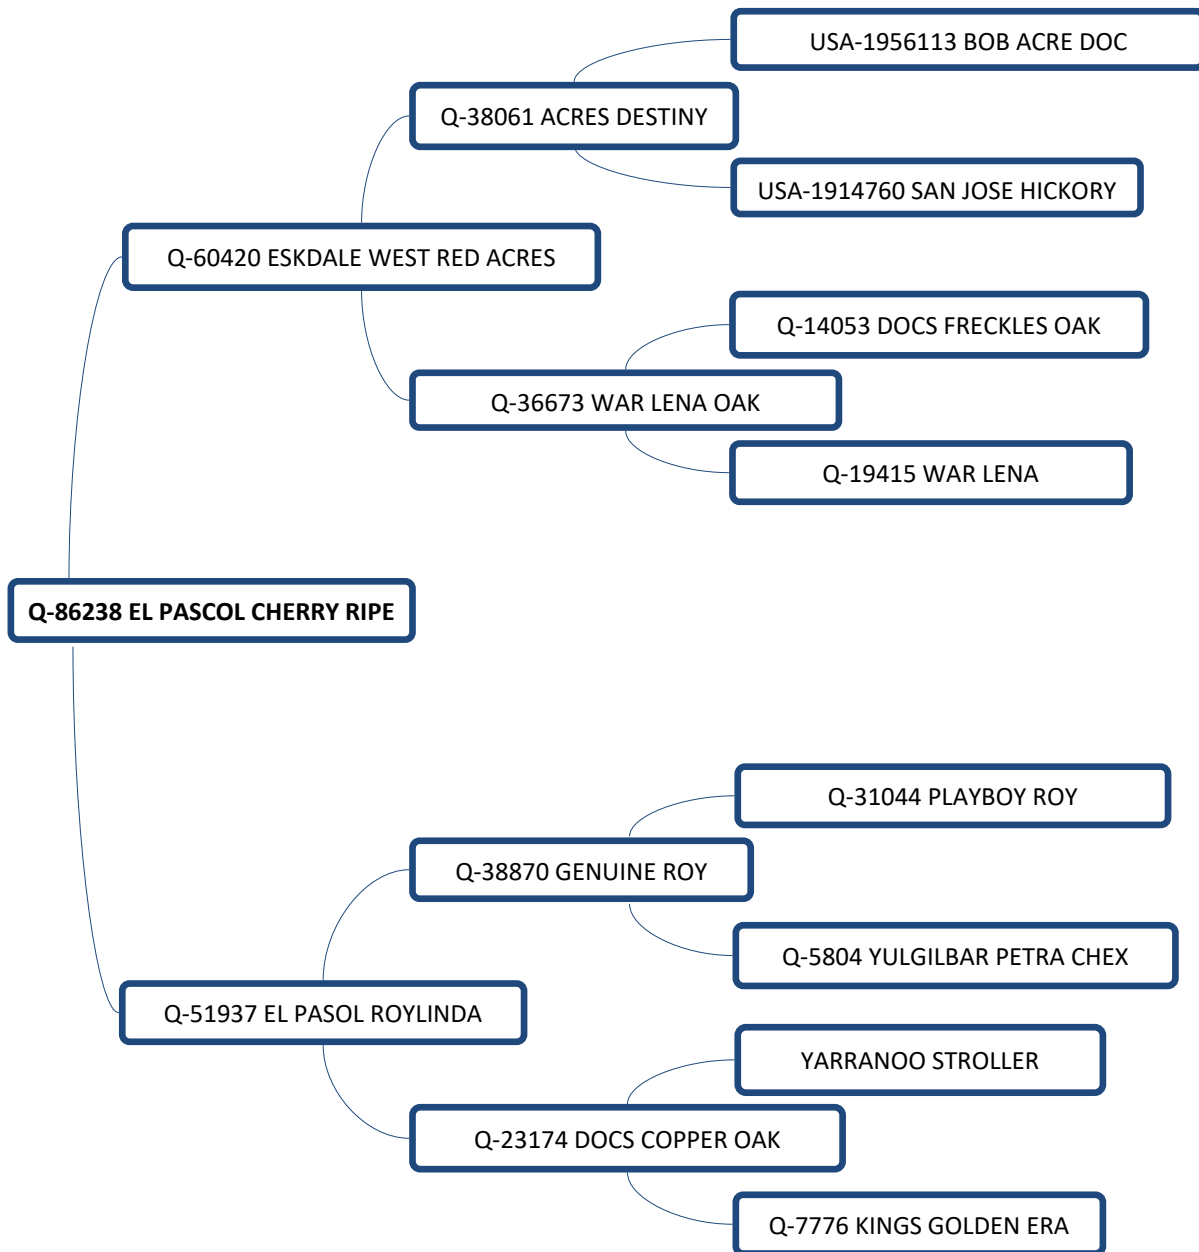 USA-1956113 BOB ACRE DOC
Q-38061 ACRES DESTINY
USA-1914760 SAN JOSE HICKORY
Q-60420 ESKDALE WEST RED ACRES
Q-14053 DOCS FRECKLES OAK
Q-36673 WAR LENA OAK
Q-19415 WAR LENA
Q-86238 EL PASCOL CHERRY RIPE
Q-31044 PLAYBOY ROY
Q-38870 GENUINE ROY
Q-5804 YULGILBAR PETRA CHEX
Q-51937 EL PASOL ROYLINDA
YARRANOO STROLLER
Q-23174 DOCS COPPER OAK
Q-7776 KINGS GOLDEN ERA